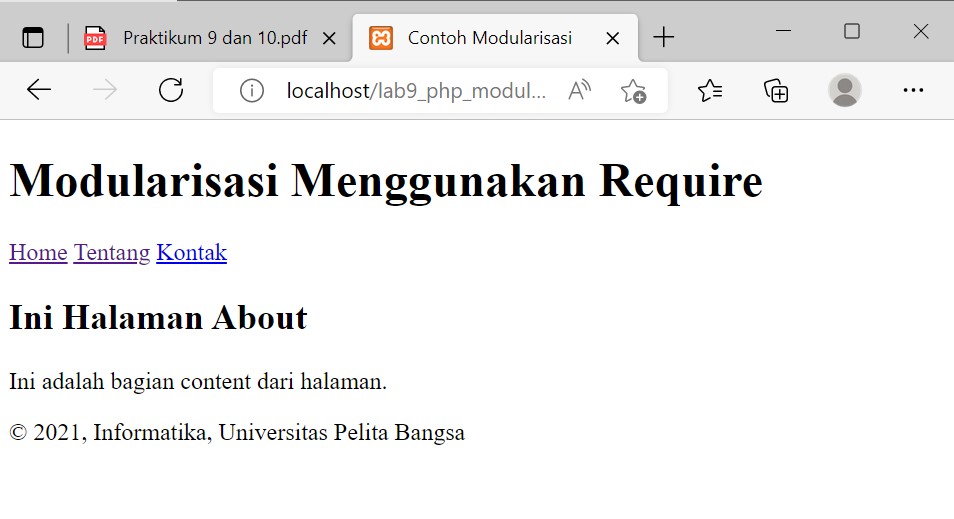 PDF Praktikum 9 dan 10.pdf Contoh Modularisasi
localhost/lab9_php_modul... A
Modularisasi Menggunakan Require
Home Tentang Kontak
Ini Halaman About
Ini adalah bagian content dari halaman.
© 2021, Informatika, Universitas Pelita Bangsa